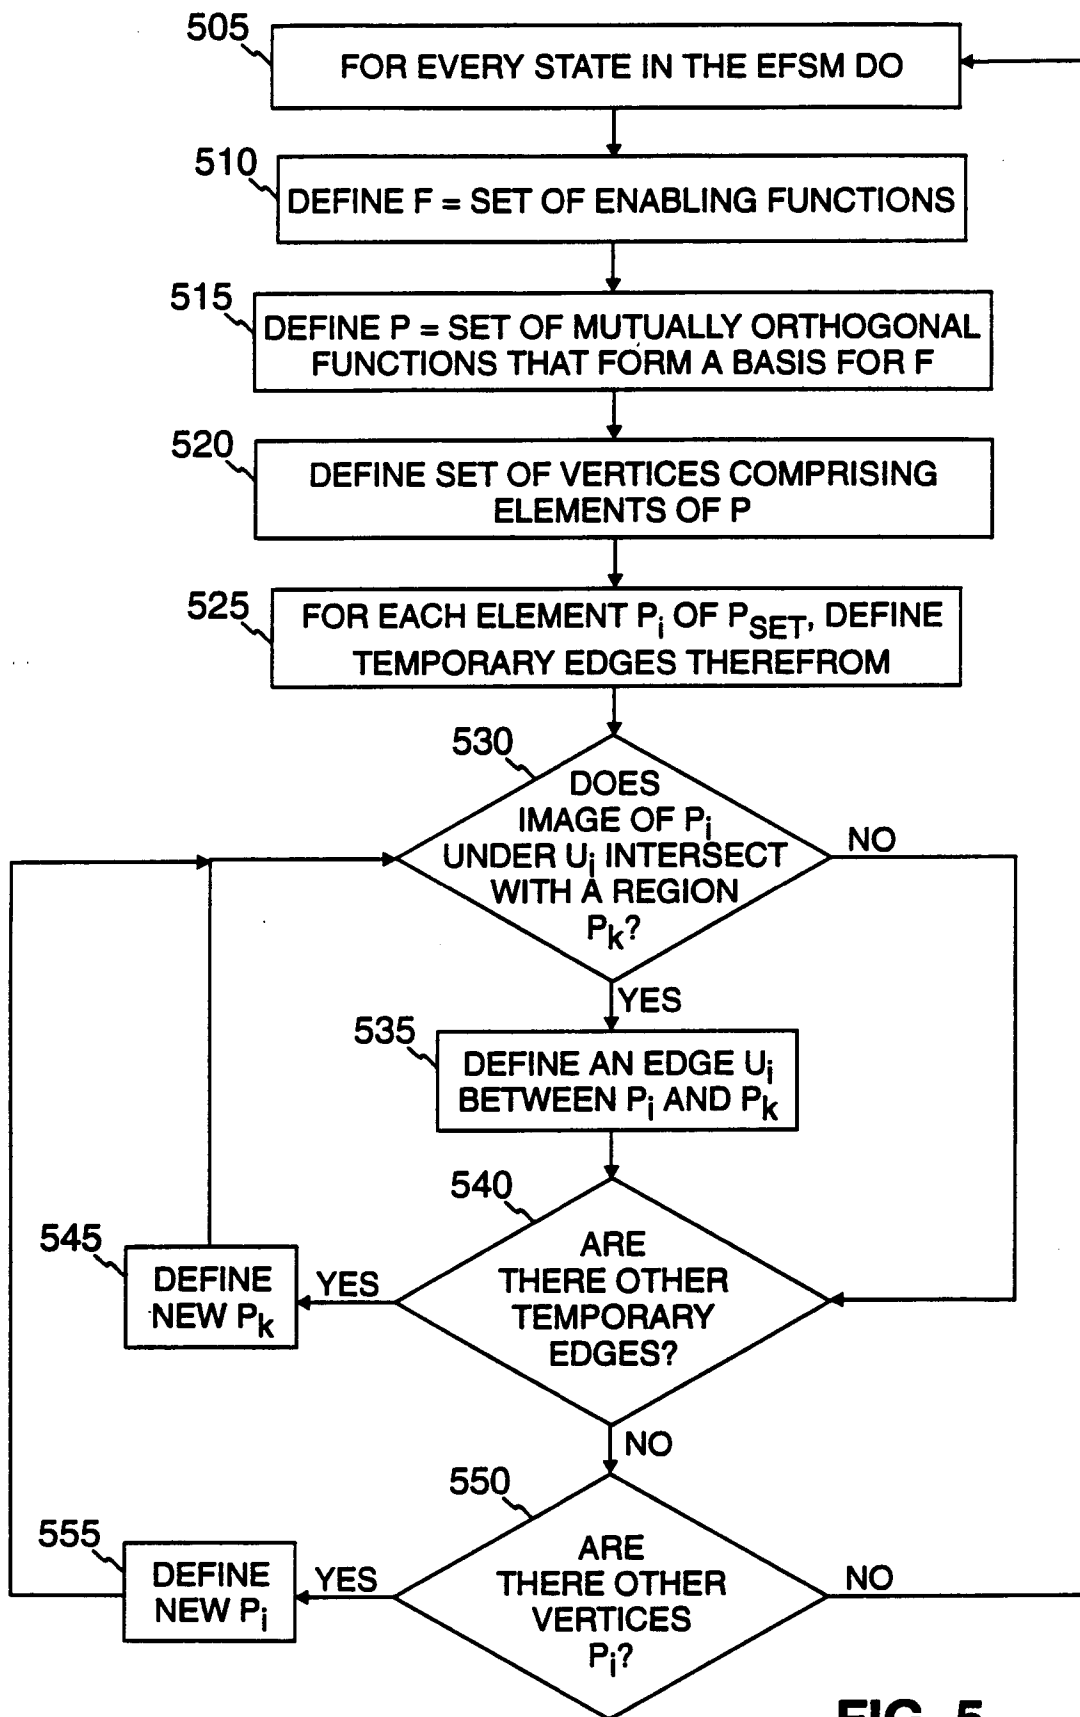 505
FOR EVERY STATE IN THE EFSM DO
510
DEFINE F = SET OF ENABLING FUNCTIONS
515
DEFINE P = SET OF MUTUALLY ORTHOGONAL
FUNCTIONS THAT FORM A BASIS FOR F
520
DEFINE SET OF VERTICES COMPRISING
ELEMENTS OF P
525
FOR EACH ELEMENT Pi OF PSET, DEFINE
TEMPORARY EDGES THEREFROM
530
DOES
IMAGE OF Pi
UNDER Ui INTERSECT
WITH A REGION
Pk?
NO
YES
535
DEFINE AN EDGE Ui
BETWEEN Pi AND Pk
540
ARE
THERE OTHER
TEMPORARY
EDGES?
545
DEFINE
NEW Pk
YES
NO
550
ARE
THERE OTHER
VERTICES
Pi?
555
DEFINE
NEW Pi
YES
NO
FIG. 5